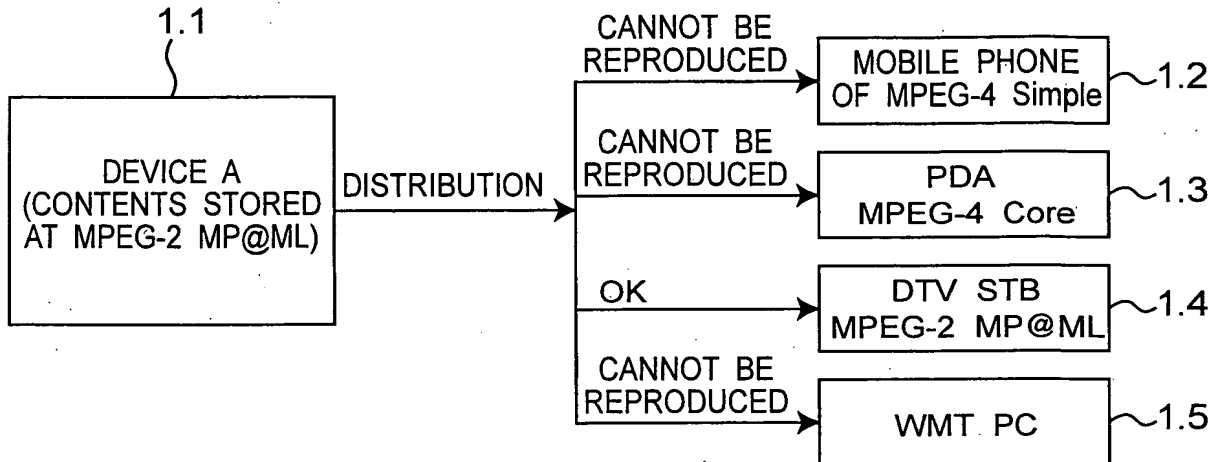 1.1
DEVICE A
(CONTENTS STORED
AT MPEG-2 MP@ML)
DISTRIBUTION
CANNOT BE
REPRODUCED
MOBILE PHONE
OF MPEG-4 Simple
1.2
CANNOT BE
REPRODUCED
PDA
MPEG-4 Core
1.3
OK
DTV STB
MPEG-2 MP@ML
1.4
CANNOT BE
REPRODUCED
WMT PC
1.5